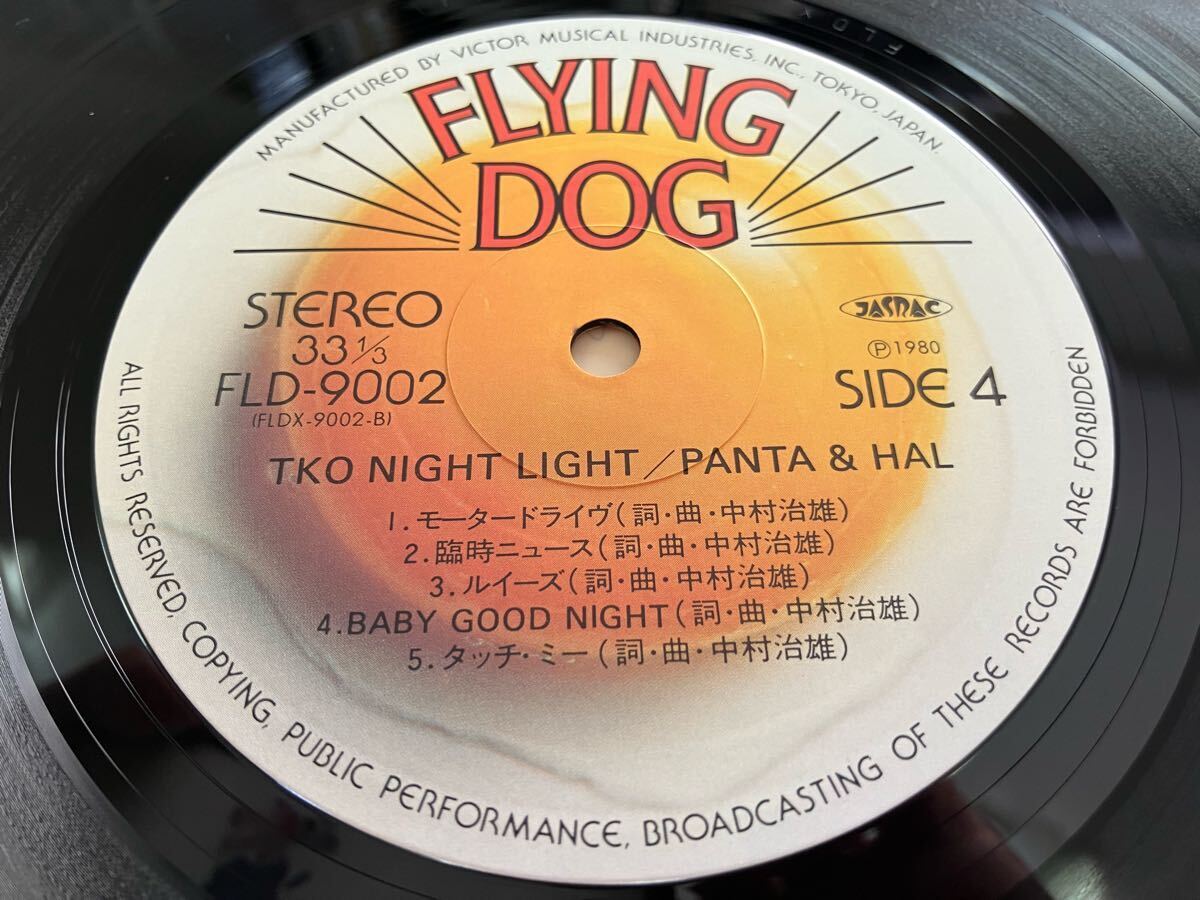 FLD
MANUFACTURED BY VICTOR MUSICAL INDUSTRIES, INC., TOKYO, JAPAN.
FLYING
DOG
STEREO
33 1/3
FLD-9002
(FLDX-9002-B)
JASRAC
Ⓟ1980
SIDE 4
TKO NIGHT LIGHT/PANTA & HAL
1. モータードライヴ(詞・曲・中村治雄)
2. 臨時ニュース(詞・曲・中村治雄)
3. ルイーズ(詞・曲・中村治雄)
4. BABY GOOD NIGHT(詞・曲・中村治雄)
5. タッチ・ミー(詞・曲・中村治雄)
ALL RIGHTS RESERVED, COPYING, PUBLIC PERFORMANCE, BROADCASTING OF THESE RECORDS ARE FORBIDDEN